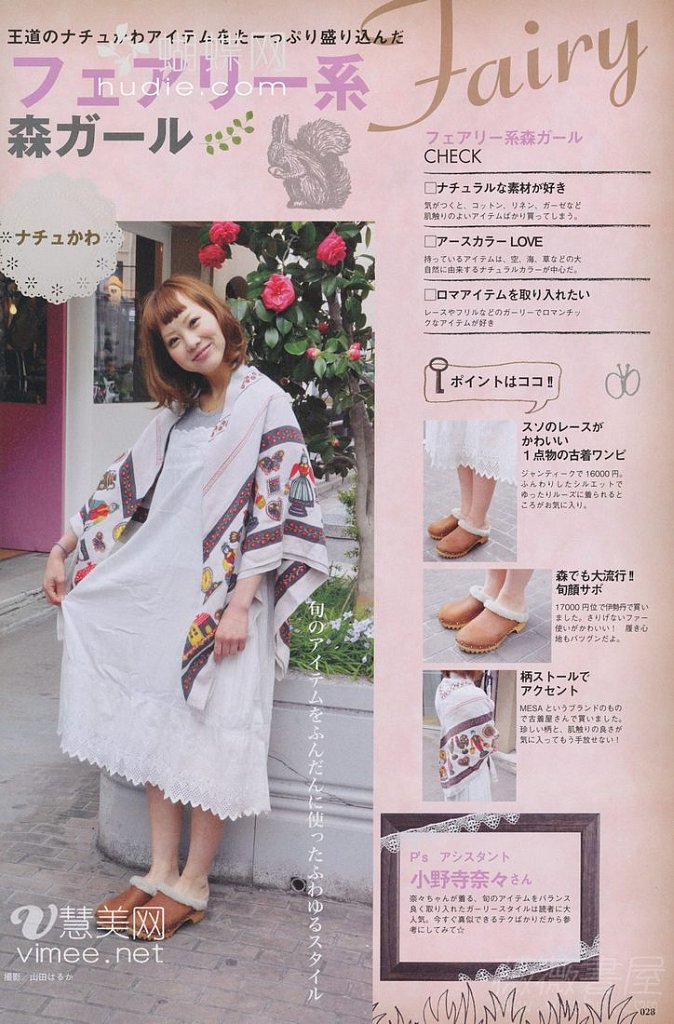 王道のナチュかわアイテムをたーっぷり盛り込んだ
蝴蝶网
hudie.com
フェアリー系
森ガール
Fairy
ナチュかわ
フェアリー系森ガール
CHECK
□ナチュラルな素材が好き
気がつくと、コットン、リネン、ガーゼなど
肌触りのよいアイテムばかり買ってしまう。
□アースカラー LOVE
持っているアイテムは、空、海、草などの大
自然に由来するナチュラルカラーが中心だ。
□ロマアイテムを取り入れたい
レースやフリルなどのガーリーでロマンチッ
クなアイテムが好き
ポイントはココ!!
スソのレースが
かわいい
1点物の古着ワンピ
ジャンティークで16000円。
ふんわりしたシルエットで
ゆったりルーズに着られると
ころがお気に入り。
森でも大流行!!
旬顔サボ
17000円位で伊勢丹で買い
ました。さりげないファー
使いがかわいい！ 履き心
地もバツグンだよ。
柄ストールで
アクセント
MESAというブランドのもの
で古着屋さんで買いました。
珍しい柄と、肌触りの良さが
気に入ってもう手放せない！
旬のアイテムをふんだんに使ったふわゆるスタイル
P's アシスタント
小野寺奈々さん
奈々ちゃんが着る、旬のアイテムをバランス
良く取り入れたガーリースタイルは読者に大
人気。今すぐ真似できるテクばかりだから参
考にしてみて☆
慧美网
vimee.net
撮影／山田はるか
薔薇書屋
028